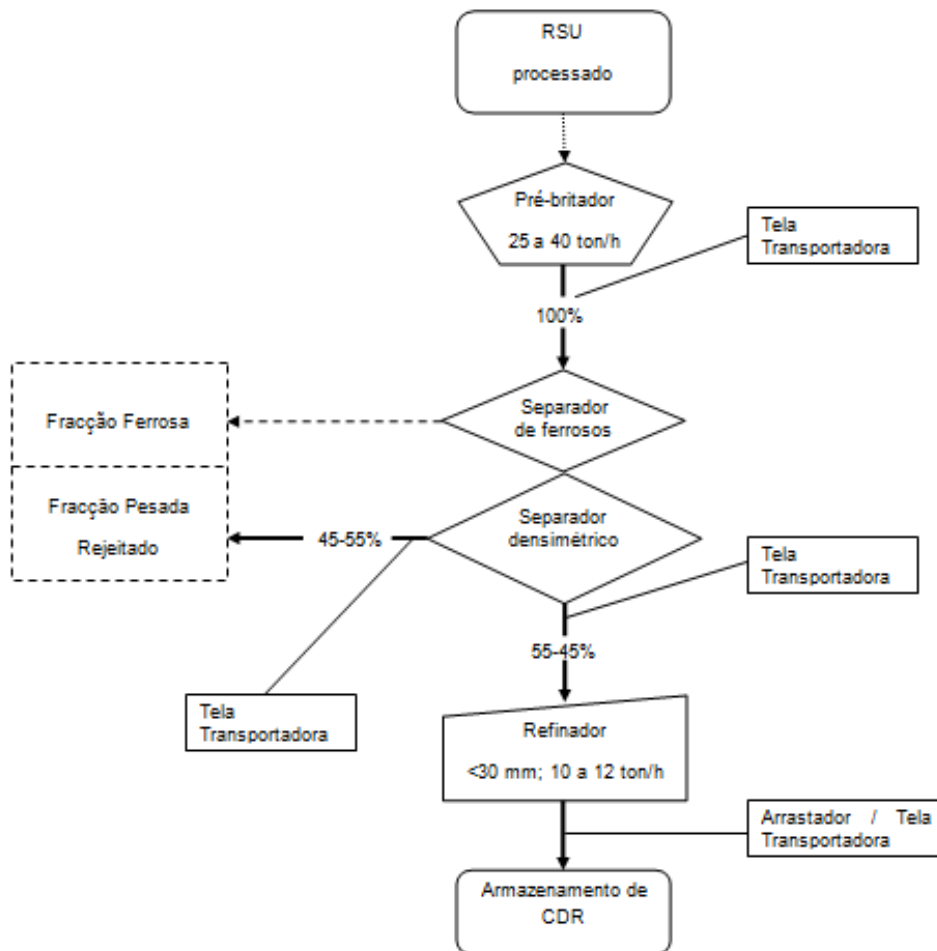 RSU
processado
Pré-britador
25 a 40 ton/h
Tela
Transportadora
100%
Fracção Ferrosa
Separador
de ferrosos
Fracção Pesada
Rejeitado
45-55%
Separador
densimétrico
Tela
Transportadora
55-45%
Tela
Transportadora
Refinador
<30 mm; 10 a 12 ton/h
Arrastador / Tela
Transportadora
Armazenamento de
CDR